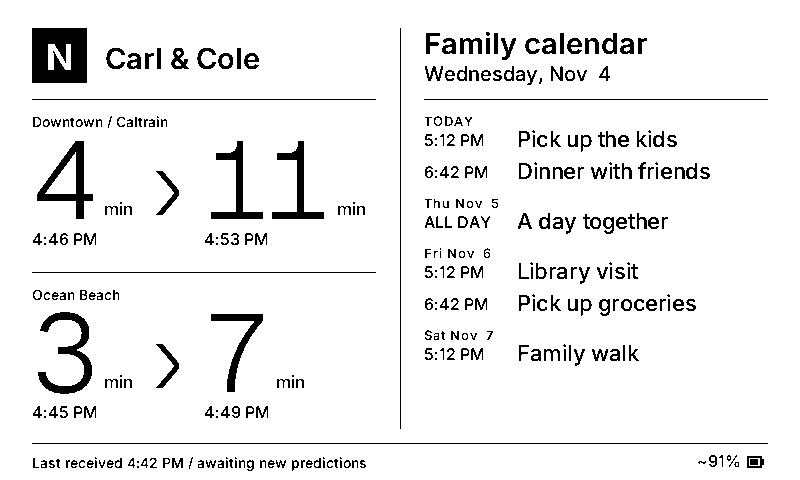 N Carl & Cole
Downtown / Caltrain
4 min > 11 min
4:46 PM 4:53 PM
Ocean Beach
3 min > 7 min
4:45 PM 4:49 PM
Family calendar
Wednesday, Nov 4
TODAY
5:12 PM Pick up the kids
6:42 PM Dinner with friends
Thu Nov 5
ALL DAY A day together
Fri Nov 6
5:12 PM Library visit
6:42 PM Pick up groceries
Sat Nov 7
5:12 PM Family walk
Last received 4:42 PM / awaiting new predictions
~91%